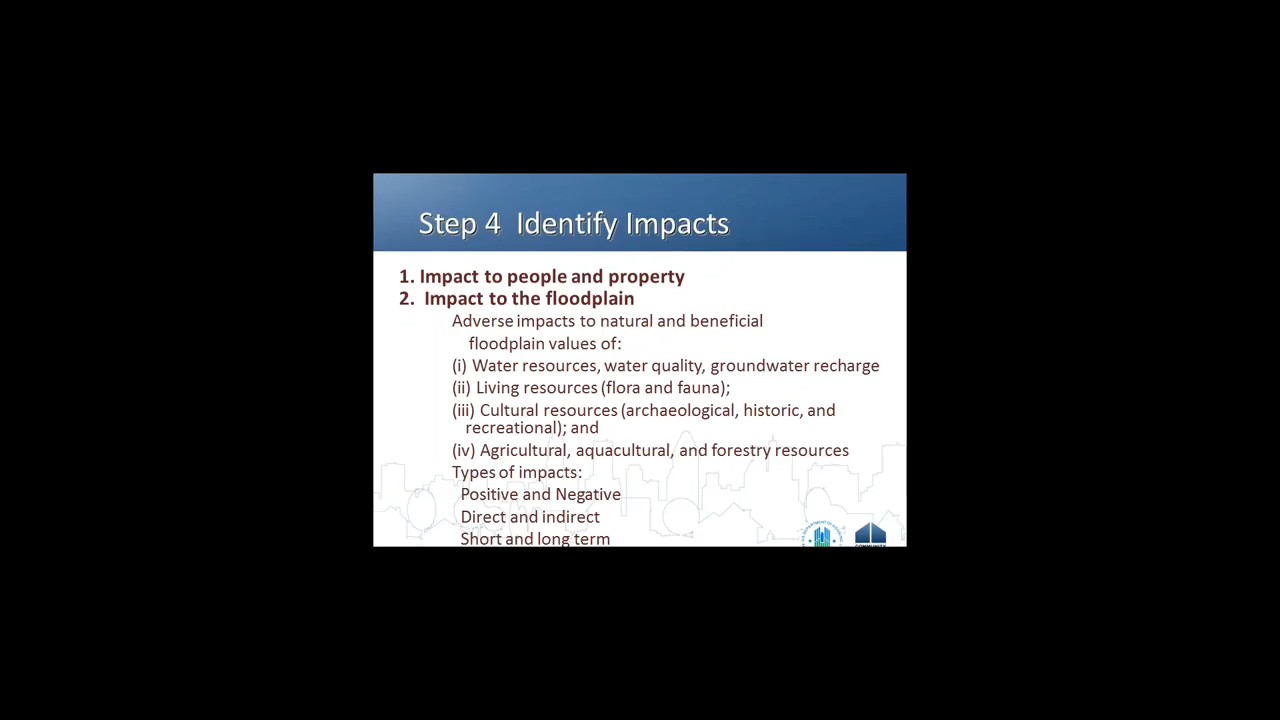 Step 4 Identify Impacts
1. Impact to people and property
2. Impact to the floodplain
Adverse impacts to natural and beneficial
floodplain values of:
(i) Water resources, water quality, groundwater recharge
(ii) Living resources (flora and fauna);
(iii) Cultural resources (archaeological, historic, and
recreational); and
(iv) Agricultural, aquacultural, and forestry resources
Types of impacts:
Positive and Negative
Direct and indirect
Short and long term